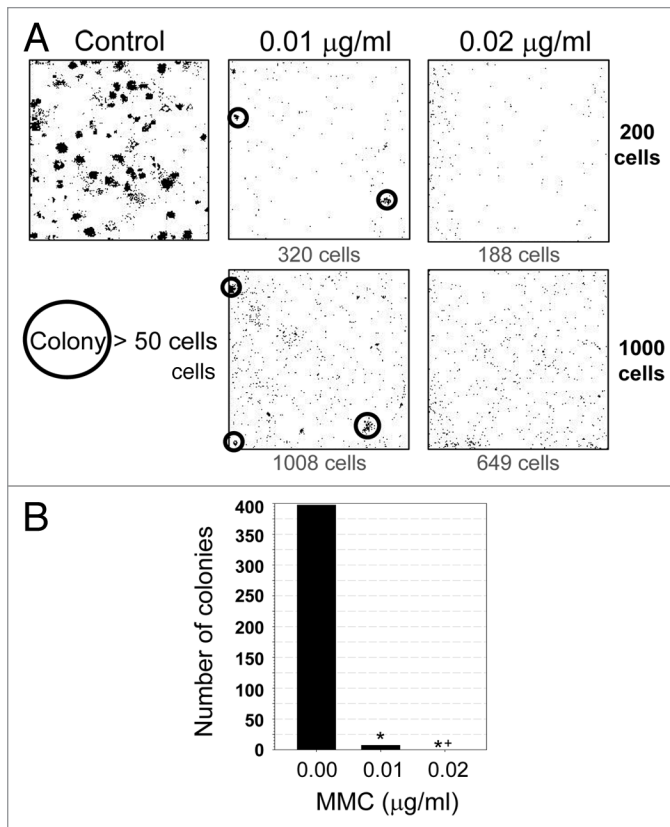 A
Control
0.01 μg/ml
0.02 μg/ml
200
cells
320 cells
188 cells
Colony > 50 cells
cells
1000
cells
1008 cells
649 cells
B
Number of colonies
400
350
300
250
200
150
100
50
0
*
*+
0.00 0.01 0.02
MMC (μg/ml)